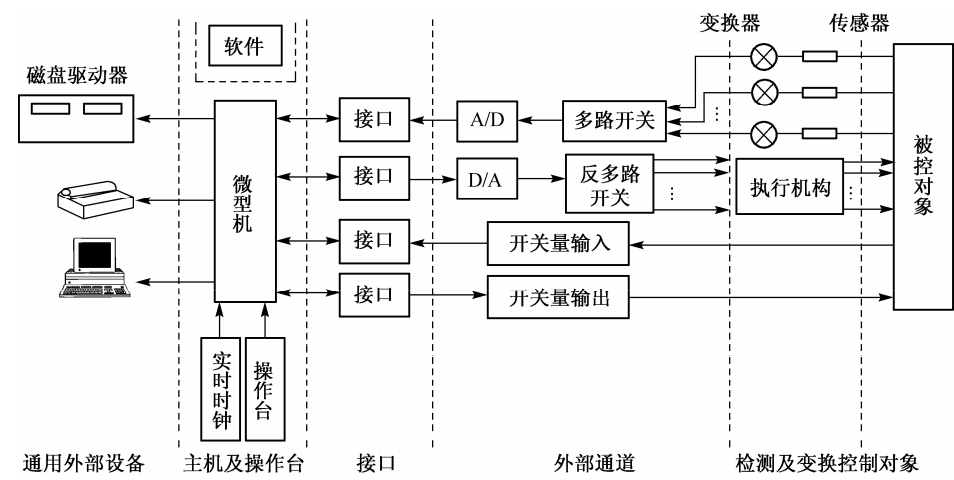 变换器
传感器
软件
磁盘驱动器
微型机
接口
A/D
多路开关
接口
D/A
反多路
开关
执行机构
被控对象
接口
开关量输入
接口
开关量输出
实时时钟
操作台
通用外部设备
主机及操作台
接口
外部通道
检测及变换控制对象